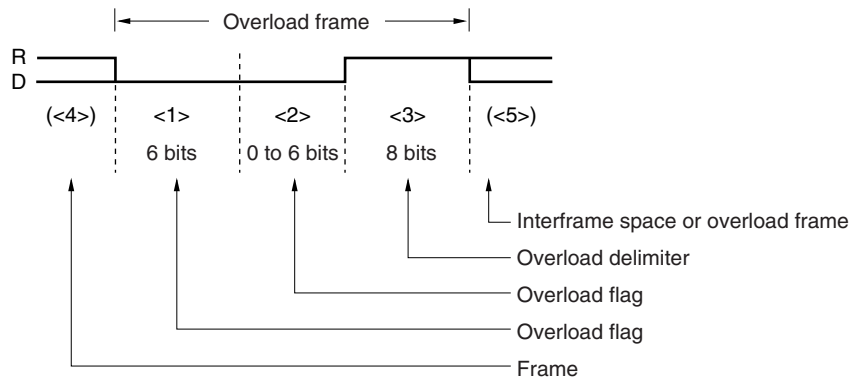 Overload frame
R
D
(<4>) <1> <2> <3> (<5>)
6 bits 0 to 6 bits 8 bits
Interframe space or overload frame
Overload delimiter
Overload flag
Overload flag
Frame